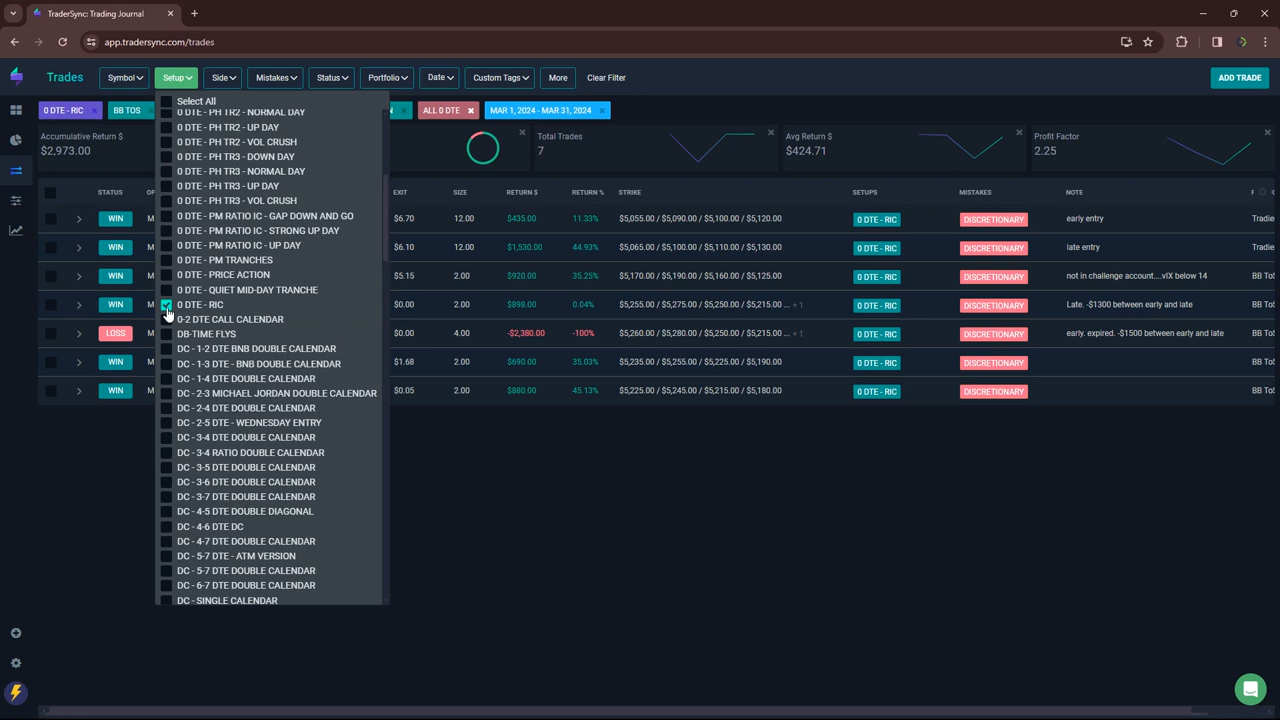 TraderSync: Trading Journal
app.tradersync.com/trades
Trades
Symbol
Setup
Side
Mistakes
Status
Portfolio
Date
Custom Tags
More
Clear Filter
ADD TRADE
0 DTE - RIC
BB TOS
ALL 0 DTE
MAR 1, 2024 - MAR 31, 2024
Accumulative Return $
$2,973.00
Total Trades
7
Avg Return $
$424.71
Profit Factor
2.25
Select All
0 DTE - PH TR2 - NORMAL DAY
0 DTE - PH TR2 - UP DAY
0 DTE - PH TR2 - VOL CRUSH
0 DTE - PH TR3 - DOWN DAY
0 DTE - PH TR3 - NORMAL DAY
0 DTE - PH TR3 - UP DAY
0 DTE - PH TR3 - VOL CRUSH
0 DTE - PM RATIO IC - GAP DOWN AND GO
0 DTE - PM RATIO IC - STRONG UP DAY
0 DTE - PM RATIO IC - UP DAY
0 DTE - PM TRANCHES
0 DTE - PRICE ACTION
0 DTE - QUIET MID-DAY TRANCHE
0 DTE - RIC
0-2 DTE CALL CALENDAR
DB-TIME FLYS
DC - 1-2 DTE BNB DOUBLE CALENDAR
DC - 1-3 DTE - BNB DOUBLE CALENDAR
DC - 1-4 DTE DOUBLE CALENDAR
DC - 2-3 MICHAEL JORDAN DOUBLE CALENDAR
DC - 2-4 DTE DOUBLE CALENDAR
DC - 2-5 DTE - WEDNESDAY ENTRY
DC - 3-4 DTE DOUBLE CALENDAR
DC - 3-4 RATIO DOUBLE CALENDAR
DC - 3-5 DTE DOUBLE CALENDAR
DC - 3-6 DTE DOUBLE CALENDAR
DC - 3-7 DTE DOUBLE CALENDAR
DC - 4-5 DTE DOUBLE DIAGONAL
DC - 4-6 DTE DC
DC - 4-7 DTE DOUBLE CALENDAR
DC - 5-7 DTE - ATM VERSION
DC - 5-7 DTE DOUBLE CALENDAR
DC - 6-7 DTE DOUBLE CALENDAR
DC - SINGLE CALENDAR
STATUS EXIT SIZE RETURN $ RETURN % STRIKE SETUPS MISTAKES NOTE
WIN $6.70 12.00 $435.00 11.33% $5,055.00 / $5,090.00 / $5,100.00 / $5,120.00 0 DTE - RIC DISCRETIONARY early entry
WIN $6.10 12.00 $1,530.00 44.93% $5,065.00 / $5,100.00 / $5,110.00 / $5,130.00 0 DTE - RIC DISCRETIONARY late entry
WIN $5.15 2.00 $920.00 35.25% $5,170.00 / $5,190.00 / $5,160.00 / $5,125.00 0 DTE - RIC DISCRETIONARY not in challenge account....vIX below 14
WIN $0.00 2.00 $898.00 0.04% $5,255.00 / $5,275.00 / $5,250.00 / $5,215.00 ... + 1 0 DTE - RIC DISCRETIONARY Late. -$1300 between early and late
LOSS $0.00 4.00 -$2,380.00 -100% $5,255.00 / $5,275.00 / $5,250.00 / $5,215.00 ... + 1 0 DTE - RIC DISCRETIONARY early. expired. -$1500 between early and late
WIN $1.68 2.00 $690.00 35.03% $5,235.00 / $5,255.00 / $5,225.00 / $5,190.00 0 DTE - RIC DISCRETIONARY
WIN $0.05 2.00 $880.00 45.13% $5,225.00 / $5,245.00 / $5,215.00 / $5,180.00 0 DTE - RIC DISCRETIONARY